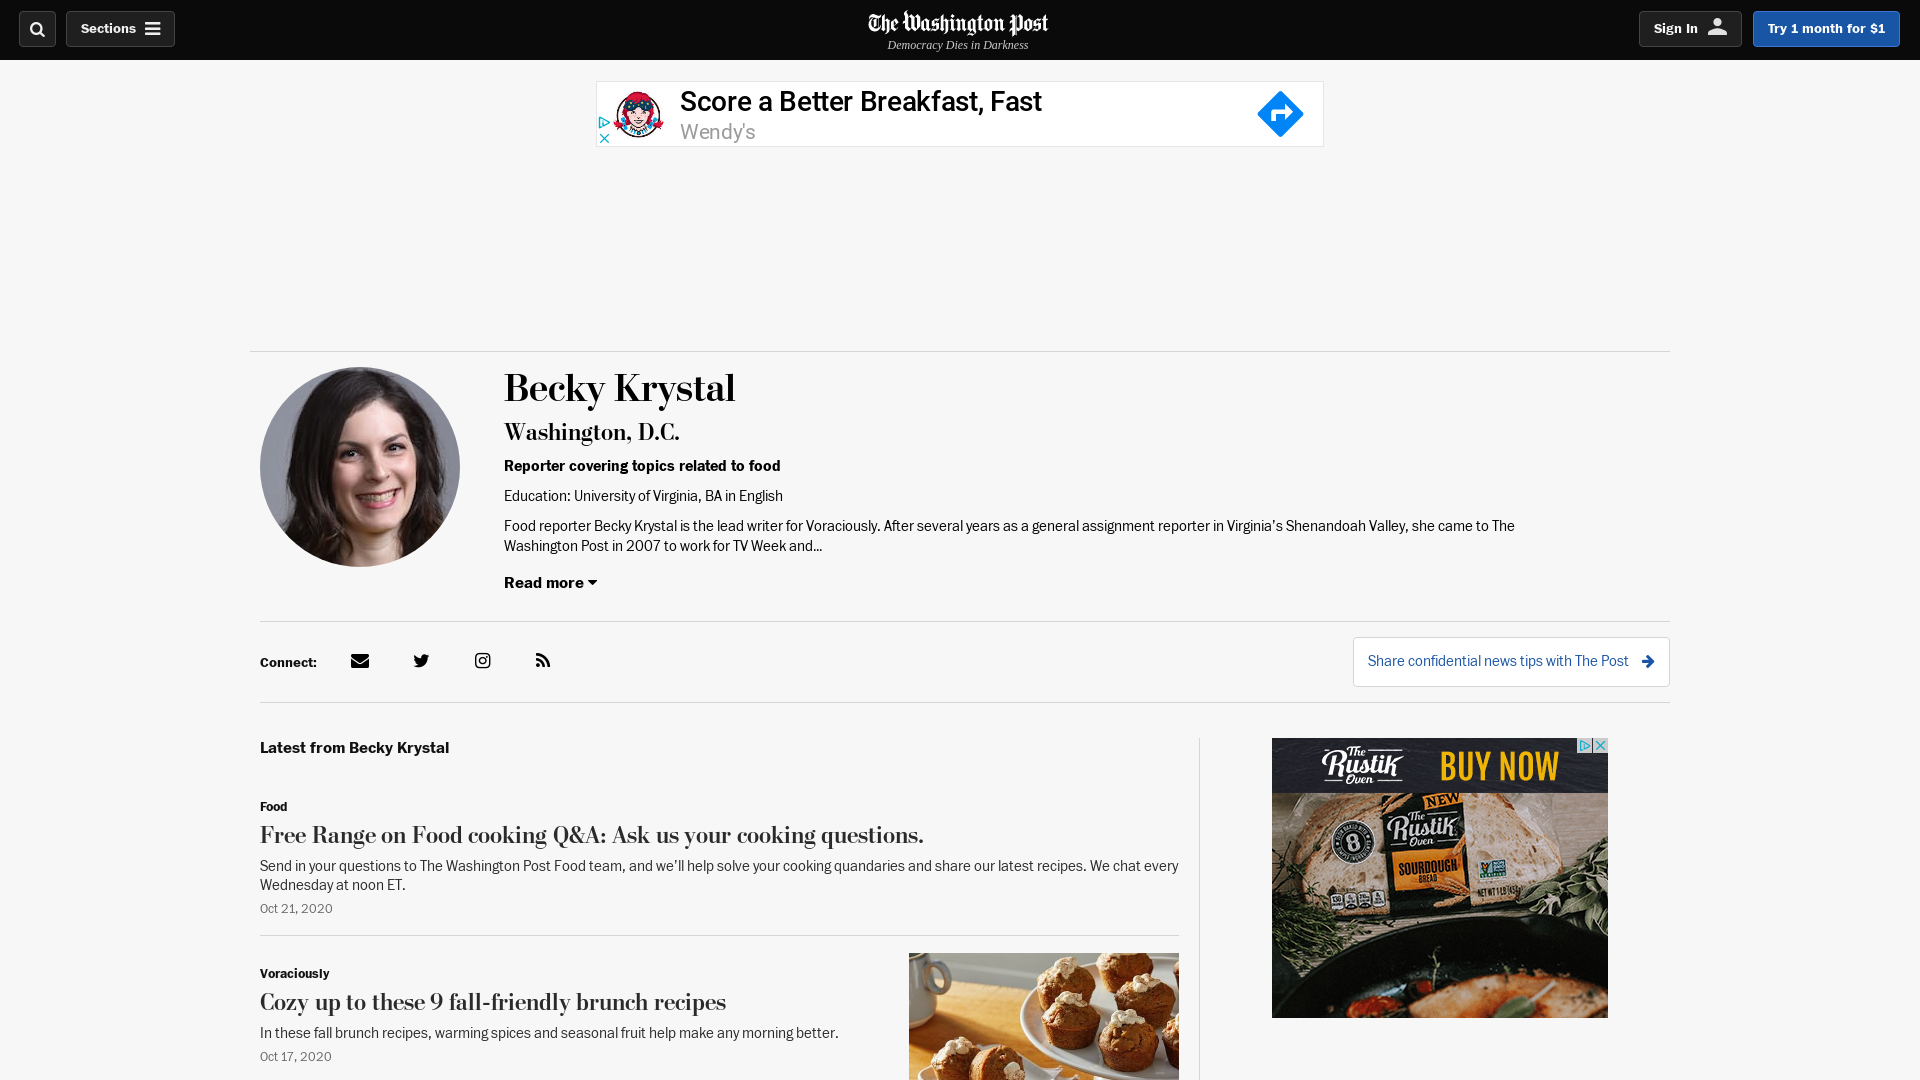 Sections
The Washington Post
Democracy Dies in Darkness
Sign In
Try 1 month for $1
Score a Better Breakfast, Fast
Wendy's
Becky Krystal
Washington, D.C.
Reporter covering topics related to food
Education: University of Virginia, BA in English
Food reporter Becky Krystal is the lead writer for Voraciously. After several years as a general assignment reporter in Virginia's Shenandoah Valley, she came to The
Washington Post in 2007 to work for TV Week and...
Read more
Connect:
Share confidential news tips with The Post
Latest from Becky Krystal
Food
Free Range on Food cooking Q&A: Ask us your cooking questions.
Send in your questions to The Washington Post Food team, and we'll help solve your cooking quandaries and share our latest recipes. We chat every
Wednesday at noon ET.
Oct 21, 2020
Voraciously
Cozy up to these 9 fall-friendly brunch recipes
In these fall brunch recipes, warming spices and seasonal fruit help make any morning better.
Oct 17, 2020
The
Rustik
Oven
BUY NOW
NEW
The
Rustik
Oven
8
SOURDOUGH
BREAD
NET WT 1 LB (454g)